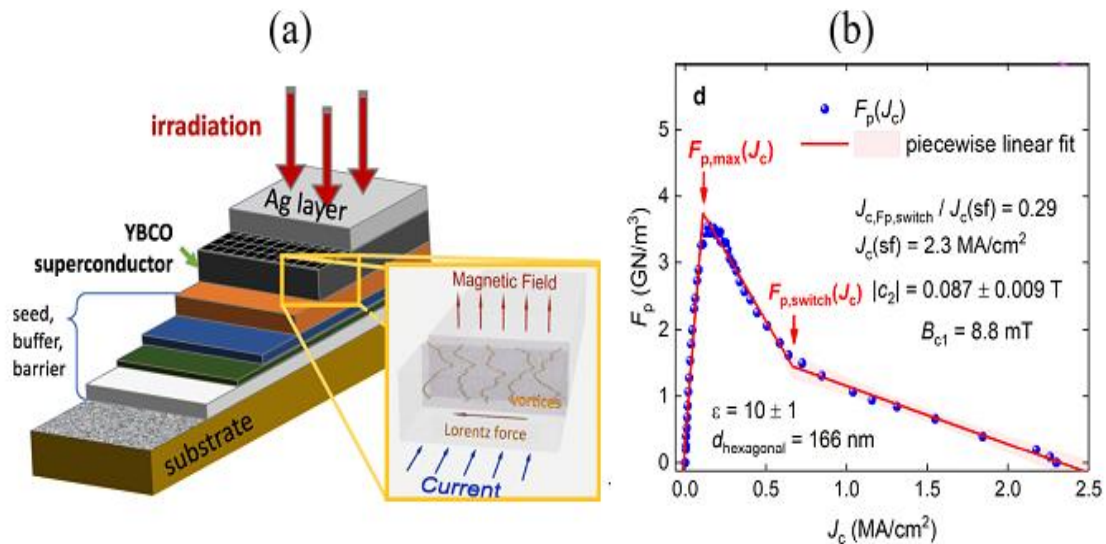 (a)
irradiation
Ag layer
YBCO
superconductor
seed,
buffer,
barrier
substrate
Magnetic Field
vortices
Lorentz force
Current
(b)
d
Fp(Jc)
piecewise linear fit
Fp,max(Jc)
Jc,Fp,switch / Jc(sf) = 0.29
Jc(sf) = 2.3 MA/cm²
Fp,switch(Jc)
|c₂| = 0.087 ± 0.009 T
Bc1 = 8.8 mT
ε = 10 ± 1
dhexagonal = 166 nm
Fp (GN/m³)
5
4
3
2
1
0
0.0 0.5 1.0 1.5 2.0 2.5
Jc (MA/cm²)